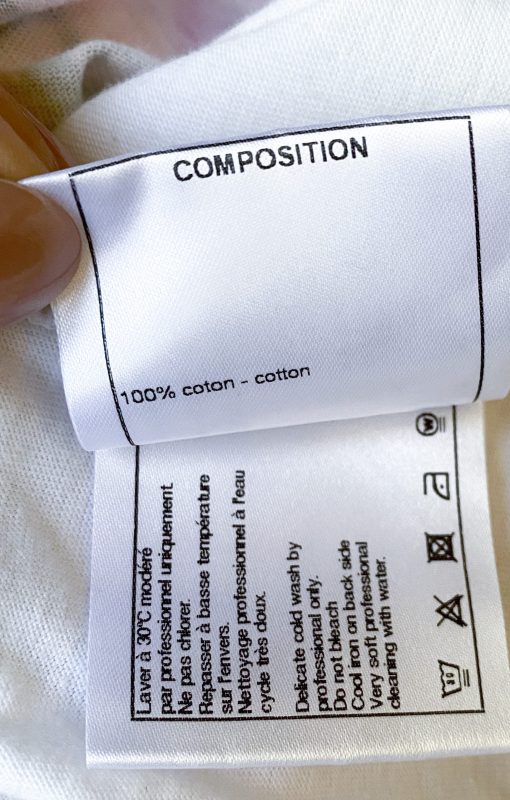 COMPOSITION
100% coton - cotton
Laver à 30°C modéré
par professionnel uniquement.
Ne pas chlorer.
Repasser à basse température
sur l'envers.
Nettoyage professionnel à l'eau
cycle très doux.
Delicate cold wash by
professional only.
Do not bleach
Cool iron on back side
Very soft professional
cleaning with water.
W